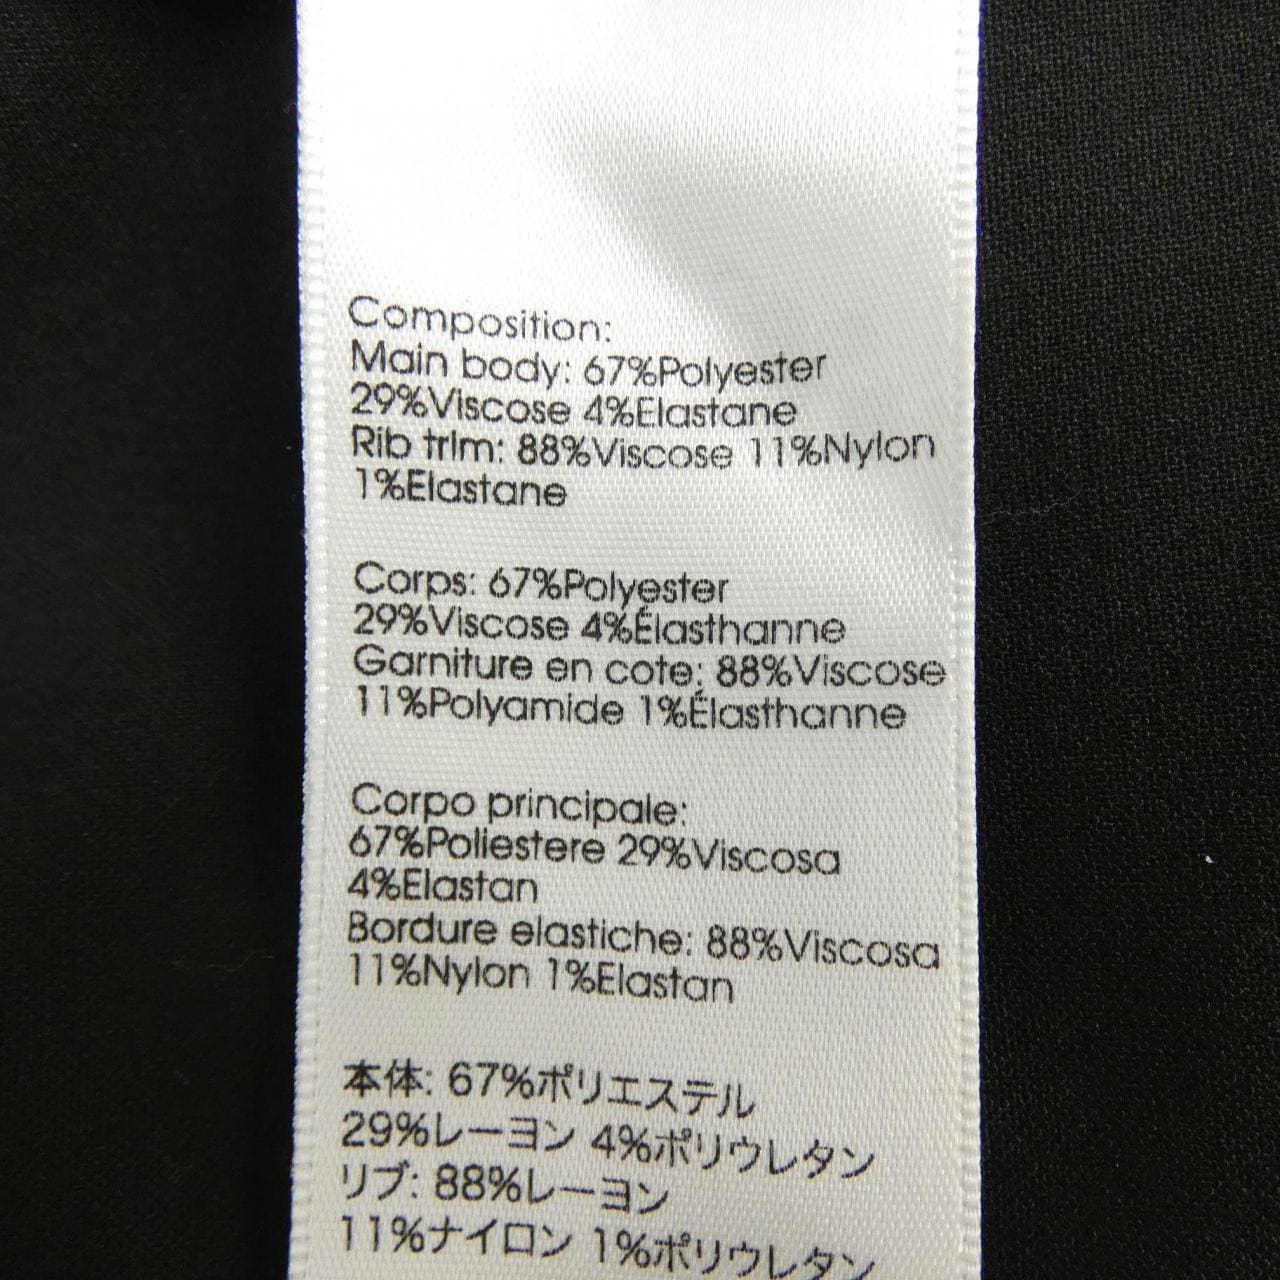 Composition:
Main body: 67%Polyester
29%Viscose 4%Elastane
Rib trim: 88%Viscose 11%Nylon
1%Elastane
Corps: 67%Polyester
29%Viscose 4%Élasthanne
Garniture en cote: 88%Viscose
11%Polyamide 1%Élasthanne
Corpo principale:
67%Poliestere 29%Viscosa
4%Elastan
Bordure elastiche: 88%Viscosa
11%Nylon 1%Elastan
本体: 67%ポリエステル
29%レーヨン 4%ポリウレタン
リブ: 88%レーヨン
11%ナイロン 1%ポリウレタン